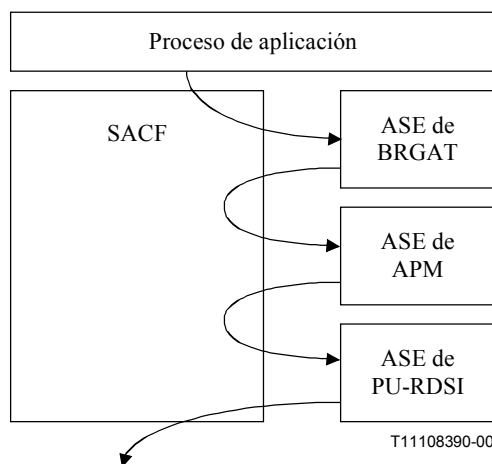 Proceso de aplicación
SACF
ASE de
BRGAT
ASE de
APM
ASE de
PU-RDSI
T11108390-00